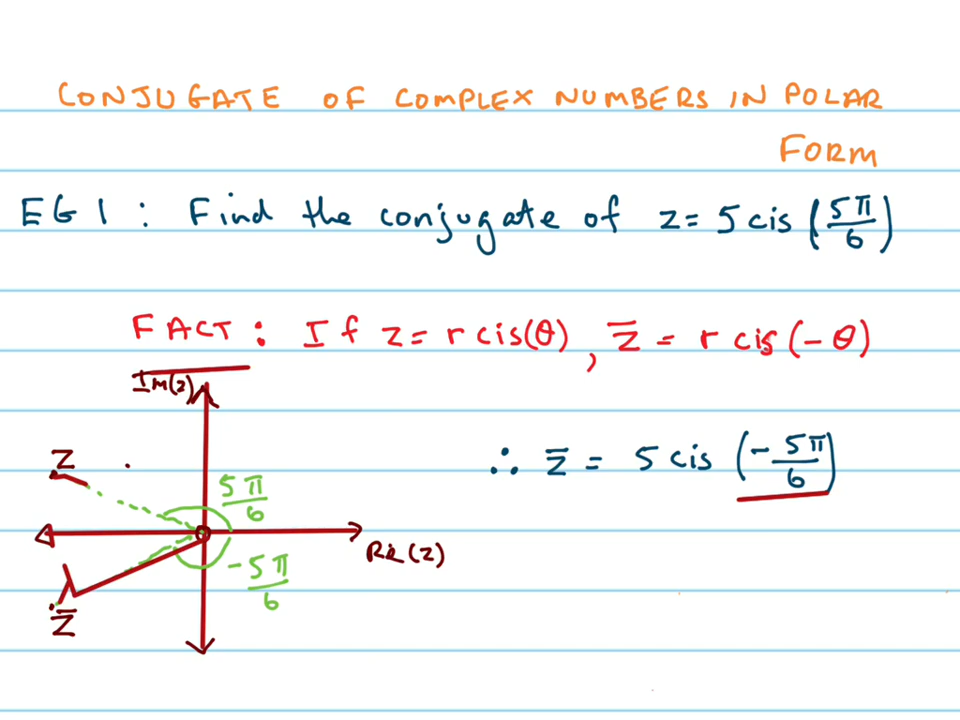 CONJUGATE OF COMPLEX NUMBERS IN POLAR
FORM
EG 1 : Find the conjugate of z = 5 cis (5π/6)
FACT : If z = r cis(θ), z̅ = r cis(-θ)
Im(z)
∴ z̅ = 5 cis (-5π/6)
z
5π/6
Re(z)
-5π/6
z̅